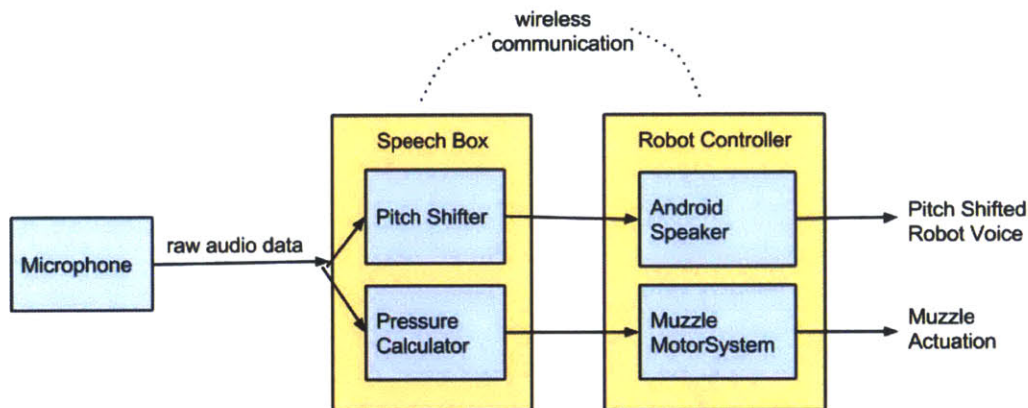 wireless
communication
Speech Box
Robot Controller
Pitch Shifter
Android
Speaker
Pitch Shifted
Robot Voice
raw audio data
Microphone
Pressure
Calculator
Muzzle
MotorSystem
Muzzle
Actuation